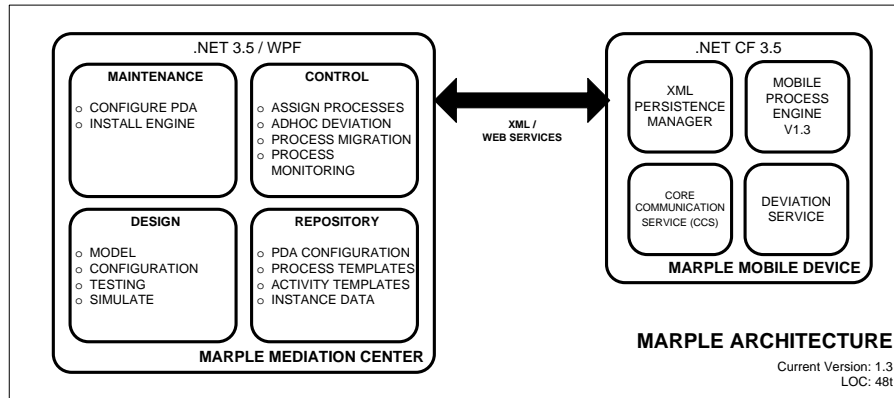 .NET 3.5 / WPF
MAINTENANCE
○ CONFIGURE PDA
○ INSTALL ENGINE
CONTROL
○ ASSIGN PROCESSES
○ ADHOC DEVIATION
○ PROCESS MIGRATION
○ PROCESS
MONITORING
DESIGN
○ MODEL
○ CONFIGURATION
○ TESTING
○ SIMULATE
REPOSITORY
○ PDA CONFIGURATION
○ PROCESS TEMPLATES
○ ACTIVITY TEMPLATES
○ INSTANCE DATA
MARPLE MEDIATION CENTER
XML /
WEB SERVICES
.NET CF 3.5
XML
PERSISTENCE
MANAGER
MOBILE
PROCESS
ENGINE
V1.3
CORE
COMMUNICATION
SERVICE (CCS)
DEVIATION
SERVICE
MARPLE MOBILE DEVICE
MARPLE ARCHITECTURE
Current Version: 1.3
LOC: 48t